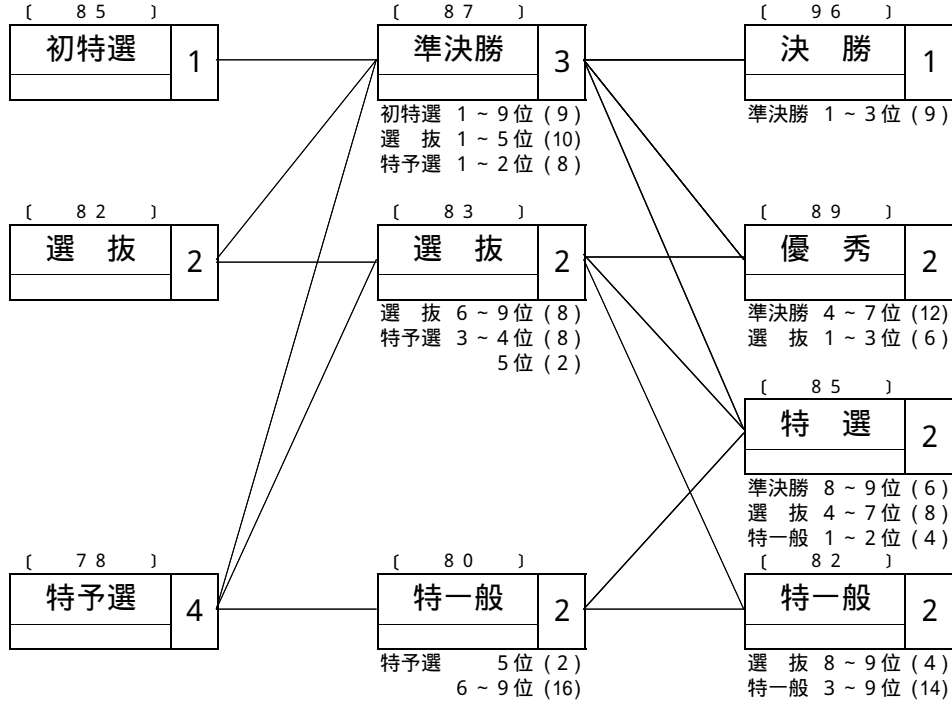 〔 85 〕
初特選 1
〔 87 〕
準決勝 3
初特選 1～9位(9)
選 抜 1～5位(10)
特予選 1～2位(8)
〔 96 〕
決 勝 1
準決勝 1～3位(9)
〔 82 〕
選 抜 2
〔 83 〕
選 抜 2
選 抜 6～9位(8)
特予選 3～4位(8)
5位(2)
〔 89 〕
優 秀 2
準決勝 4～7位(12)
選 抜 1～3位(6)
〔 85 〕
特 選 2
準決勝 8～9位(6)
選 抜 4～7位(8)
特一般 1～2位(4)
〔 78 〕
特予選 4
〔 80 〕
特一般 2
特予選 5位(2)
6～9位(16)
〔 82 〕
特一般 2
選 抜 8～9位(4)
特一般 3～9位(14)